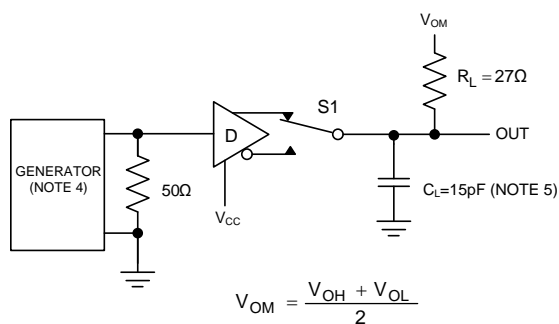 V_OM
R_L = 27Ω
S1
D
OUT
GENERATOR
(NOTE 4)
50Ω
C_L=15pF (NOTE 5)
V_CC
V_OM = (V_OH + V_OL) / 2